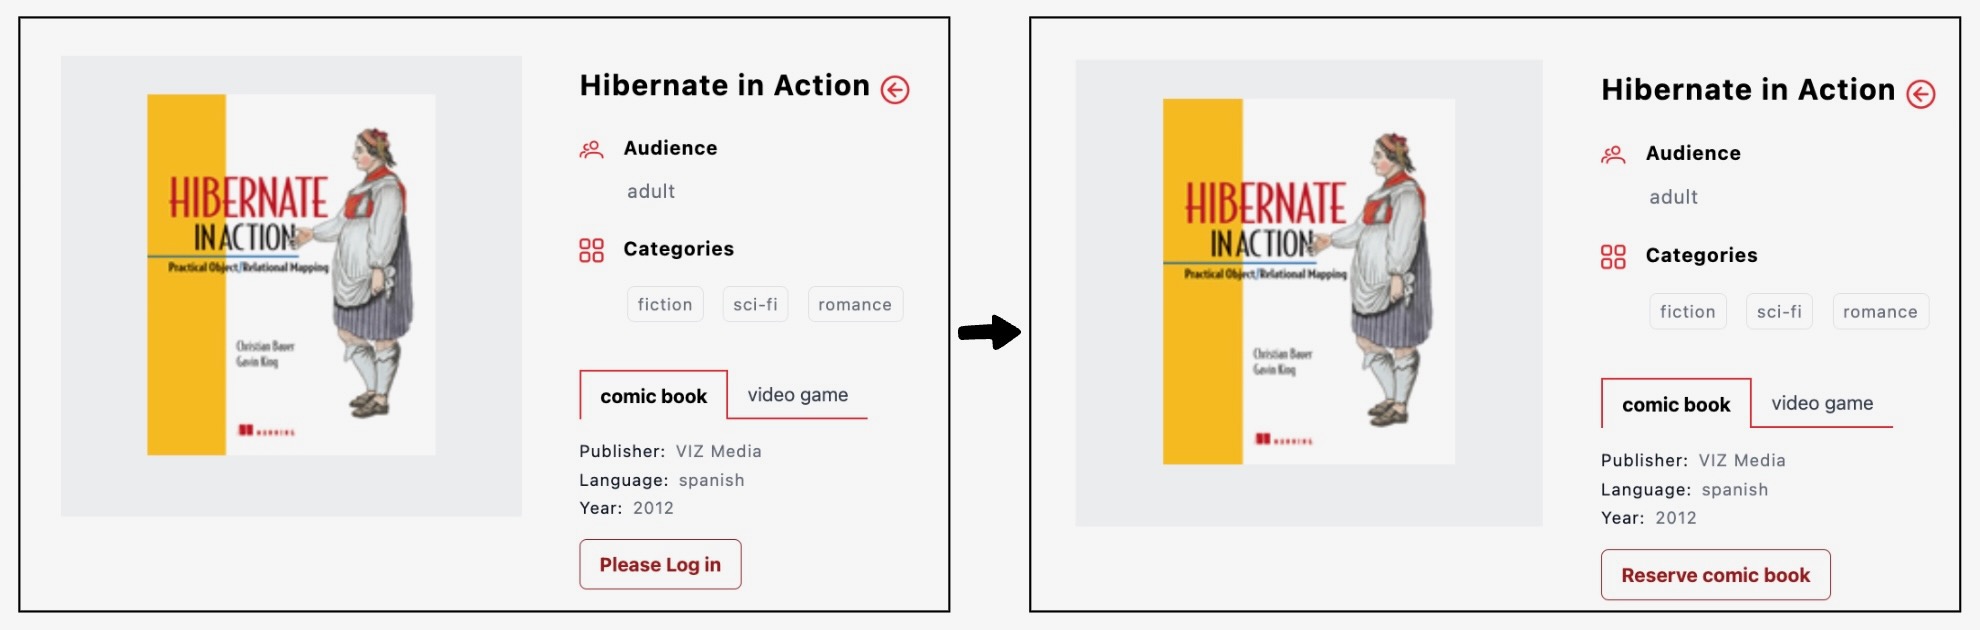 Hibernate in Action
HIBERNATE
IN ACTION
Practical Object/Relational Mapping
Christian Bauer
Gavin King
MANNING
Audience
adult
Categories
fiction sci-fi romance
comic book video game
Publisher: VIZ Media
Language: spanish
Year: 2012
Please Log in
Hibernate in Action
HIBERNATE
IN ACTION
Practical Object/Relational Mapping
Christian Bauer
Gavin King
MANNING
Audience
adult
Categories
fiction sci-fi romance
comic book video game
Publisher: VIZ Media
Language: spanish
Year: 2012
Reserve comic book